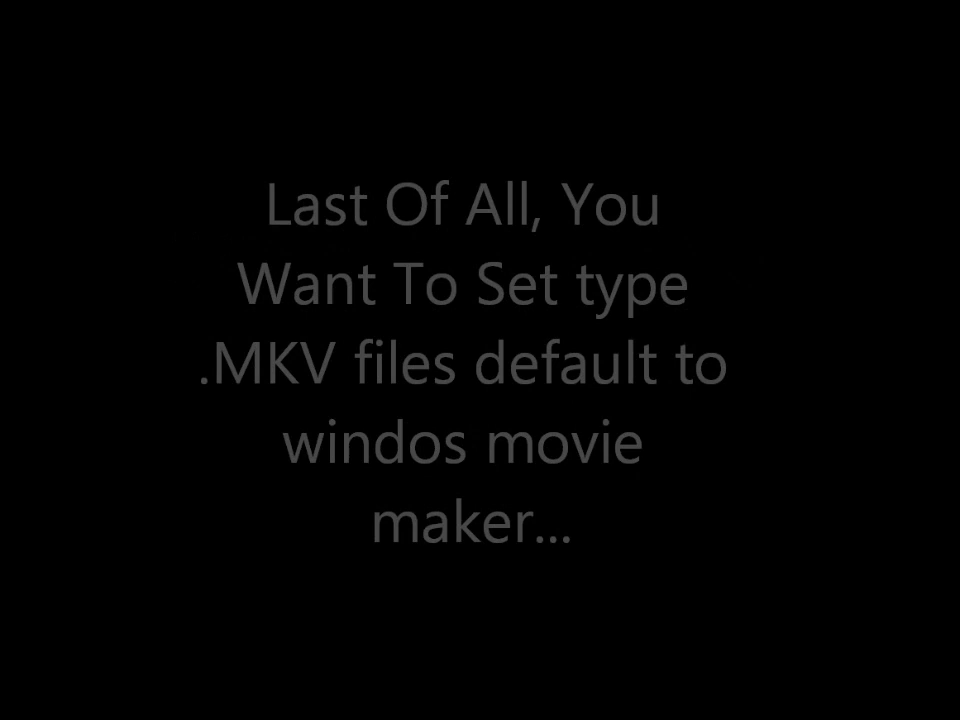 Last Of All, You
Want To Set type
.MKV files default to
windos movie
maker...